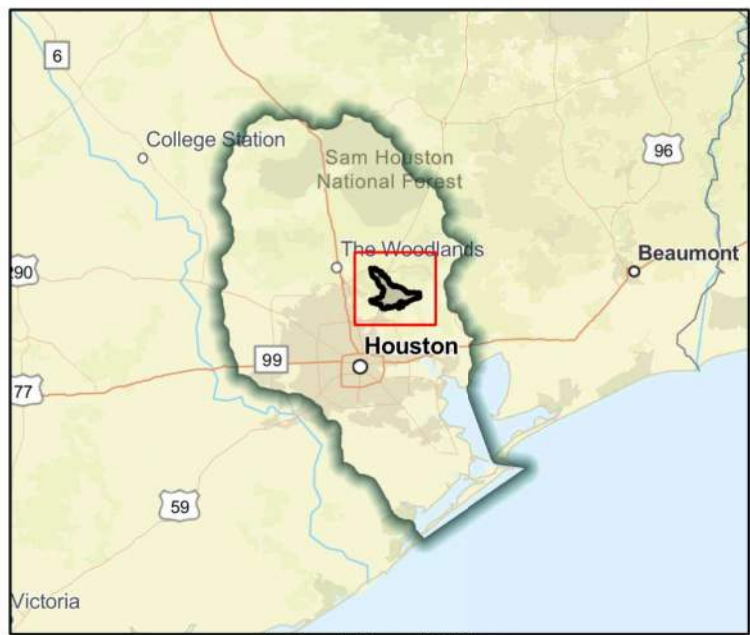 6
College Station
Sam Houston
National Forest
96
The Woodlands
290
Beaumont
Houston
99
77
59
Victoria